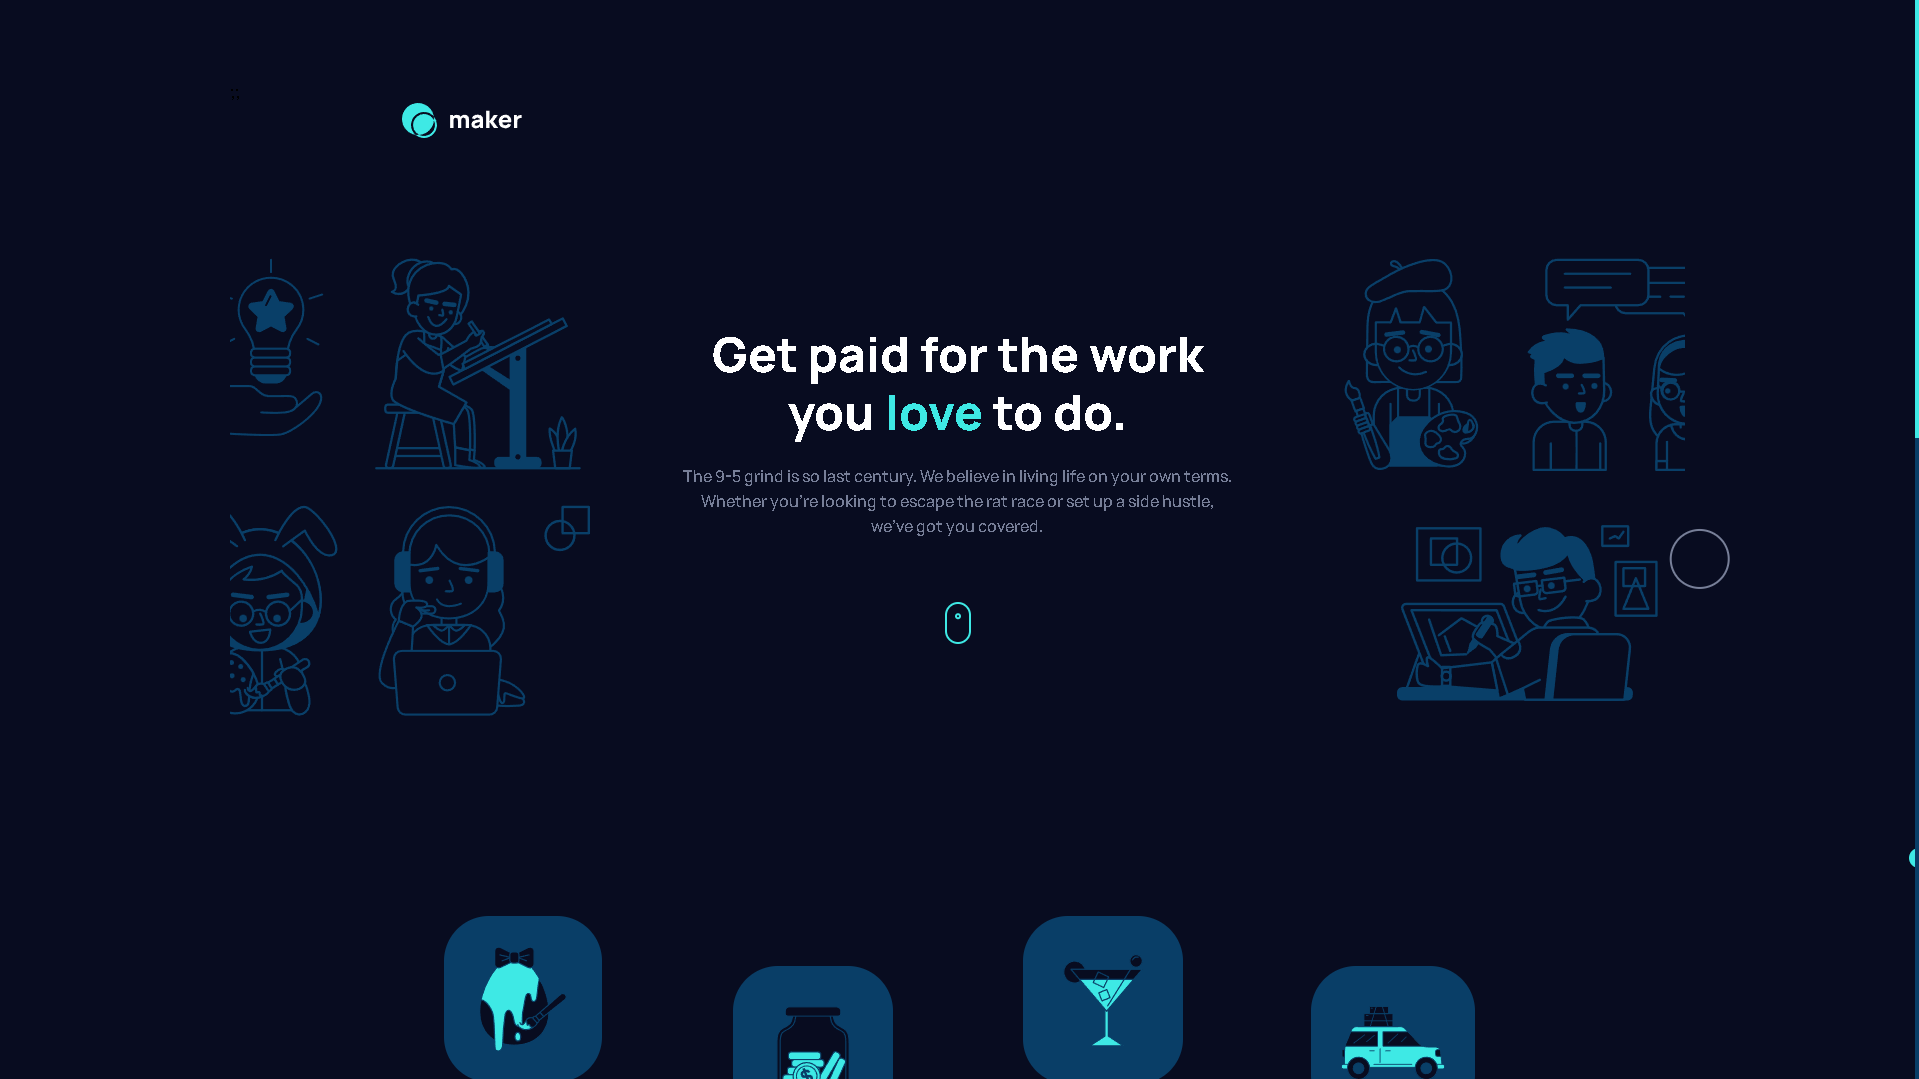 maker
Get paid for the work
you love to do.
The 9-5 grind is so last century. We believe in living life on your own terms.
Whether you’re looking to escape the rat race or set up a side hustle,
we’ve got you covered.